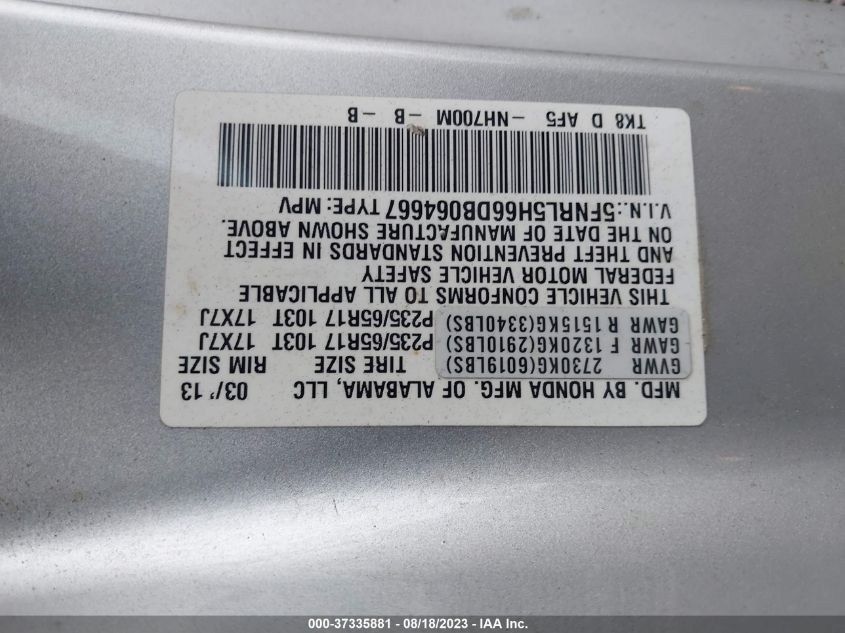 MFD. BY HONDA MFG. OF ALABAMA, LLC 03/'13
GVWR 2730KG(6019LBS) TIRE SIZE RIM SIZE
GAWR F 1320KG(2910LBS) P235/65R17 103T 17X7J
GAWR R 1515KG(3340LBS) P235/65R17 103T 17X7J
THIS VEHICLE CONFORMS TO ALL APPLICABLE
FEDERAL MOTOR VEHICLE SAFETY
AND THEFT PREVENTION STANDARDS IN EFFECT
ON THE DATE OF MANUFACTURE SHOWN ABOVE.
V.I.N.:5FNRL5H66DB064667 TYPE: MPV
TK8 D AF5 -NH700M -B -B
000-37335881 - 08/18/2023 - IAA Inc.